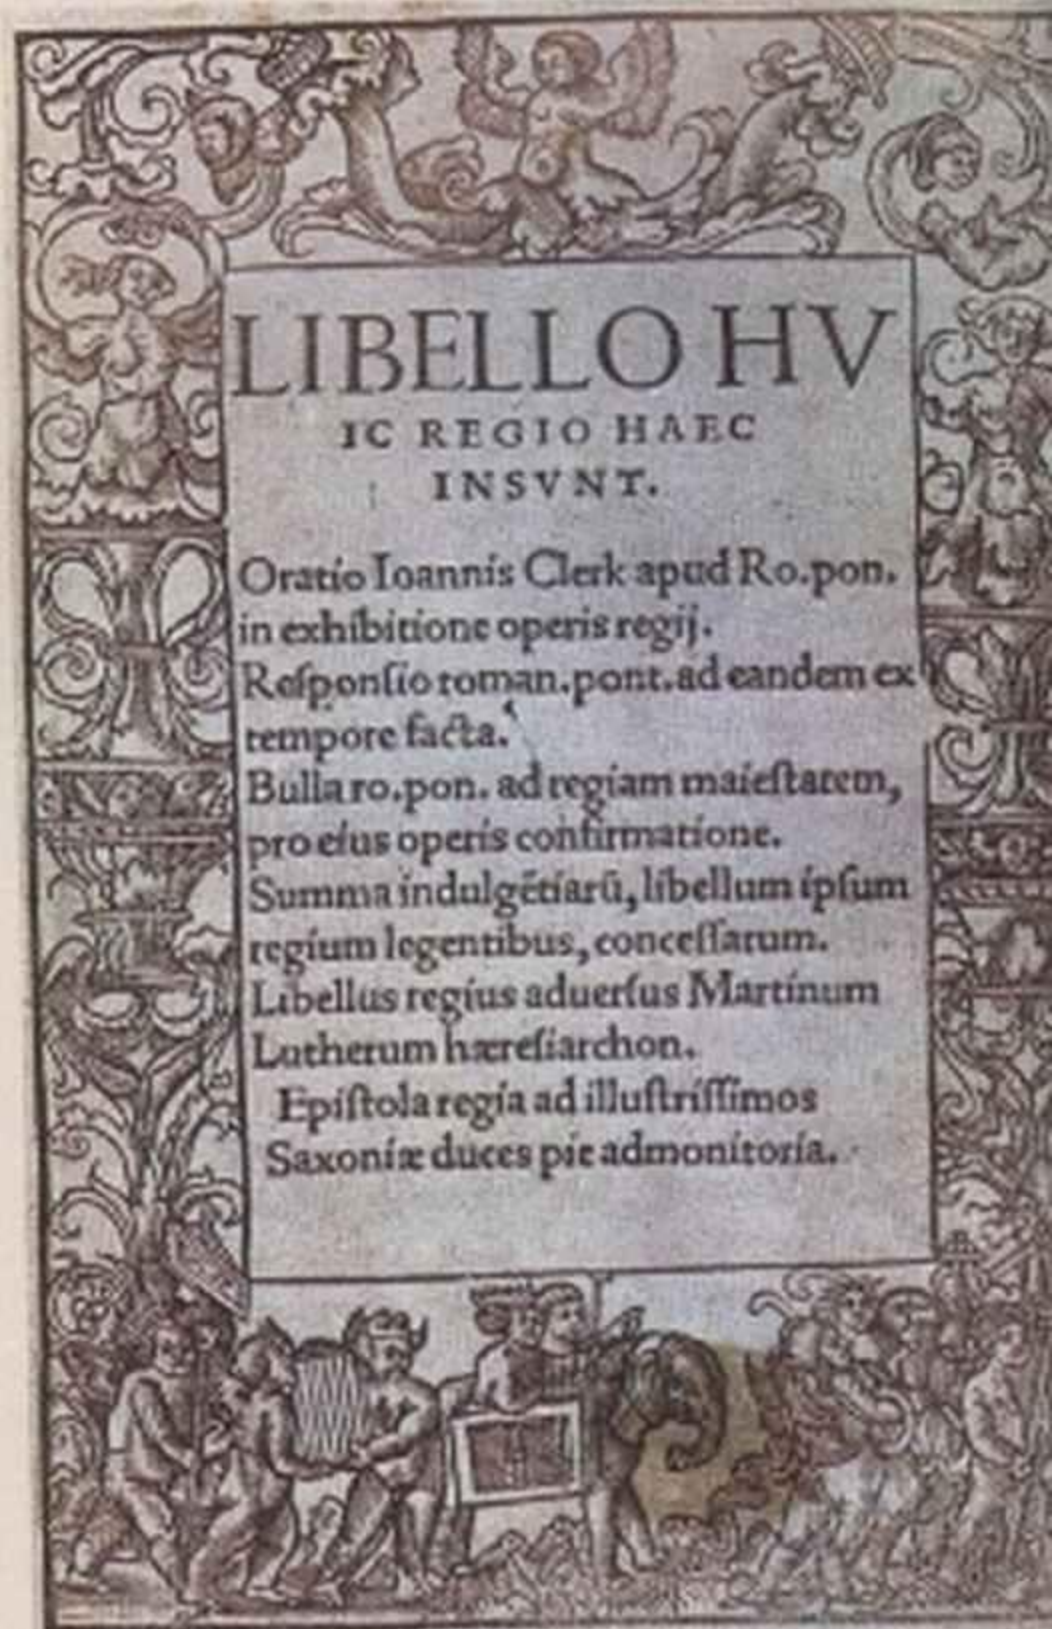 LIBELLO HV
IC REGIO HAEC
INSVNT.
Oratio Ioannis Clerk apud Ro.pon.
in exhibitione operis regij.
Reſponſio roman.pont.ad eandem ex
tempore facta.
Bulla ro.pon. ad regiam maieſtatem,
pro eius operis confirmatione.
Summa indulgētiarū, libellum ipſum
regium legentibus, conceſſarum.
Libellus regius aduerſus Martinum
Lutherum hæreſiarchon.
Epiſtola regia ad illuſtriſſimos
Saxoniæ duces pie admonitoria.